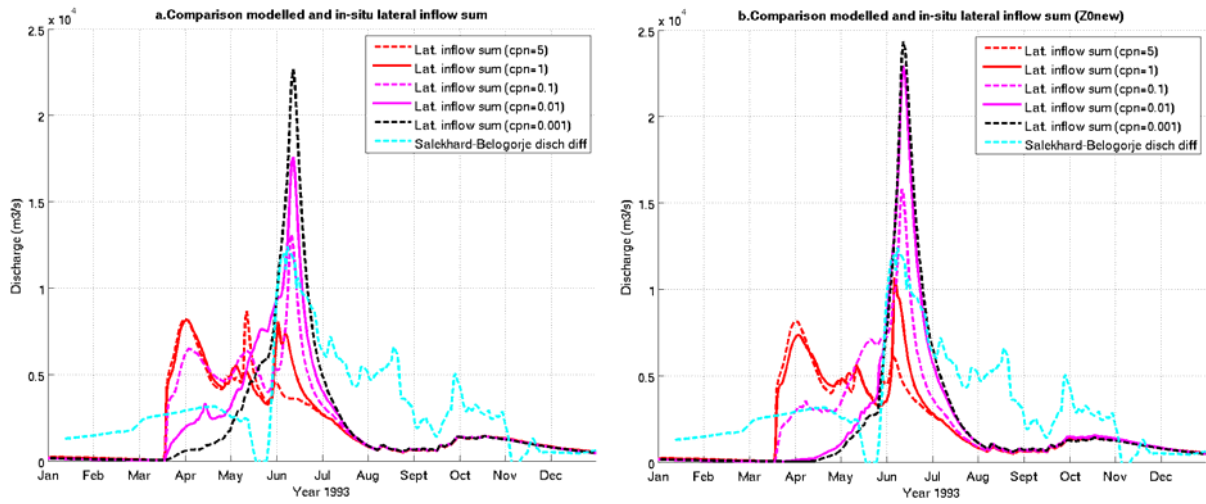 a.Comparison modelled and in-situ lateral inflow sum
x 10^4
2.5
2
1.5
1
0.5
0
Discharge (m3/s)
Lat. inflow sum (cpn=5)
Lat. inflow sum (cpn=1)
Lat. inflow sum (cpn=0.1)
Lat. inflow sum (cpn=0.01)
Lat. inflow sum (cpn=0.001)
Salekhard-Belogorje disch diff
Jan Feb Mar Apr May Jun Jul Aug Sept Oct Nov Dec
Year 1993
b.Comparison modelled and in-situ lateral inflow sum (Z0new)
x 10^4
2.5
2
1.5
1
0.5
0
Discharge (m3/s)
Lat. inflow sum (cpn=5)
Lat. inflow sum (cpn=1)
Lat. inflow sum (cpn=0.1)
Lat. inflow sum (cpn=0.01)
Lat. inflow sum (cpn=0.001)
Salekhard-Belogorje disch diff
Jan Feb Mar Apr May Jun Jul Aug Sept Oct Nov Dec
Year 1993